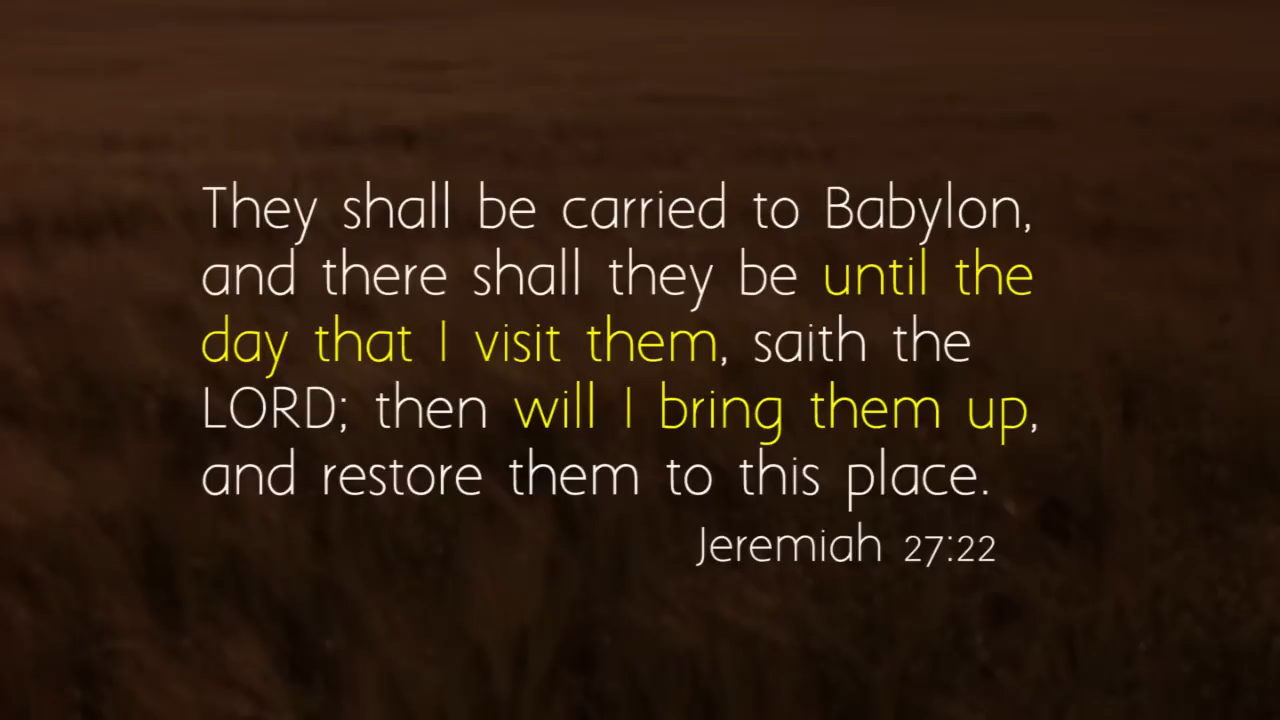 They shall be carried to Babylon,
and there shall they be until the
day that I visit them, saith the
LORD; then will I bring them up,
and restore them to this place.
Jeremiah 27:22